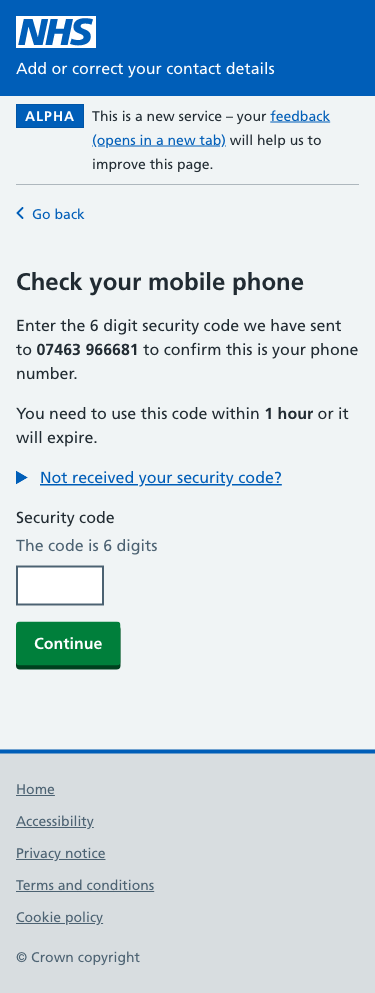 NHS
Add or correct your contact details
ALPHA
This is a new service – your feedback
(opens in a new tab) will help us to
improve this page.
Go back
Check your mobile phone
Enter the 6 digit security code we have sent
to 07463 966681 to confirm this is your phone
number.
You need to use this code within 1 hour or it
will expire.
Not received your security code?
Security code
The code is 6 digits
Continue
Home
Accessibility
Privacy notice
Terms and conditions
Cookie policy
© Crown copyright